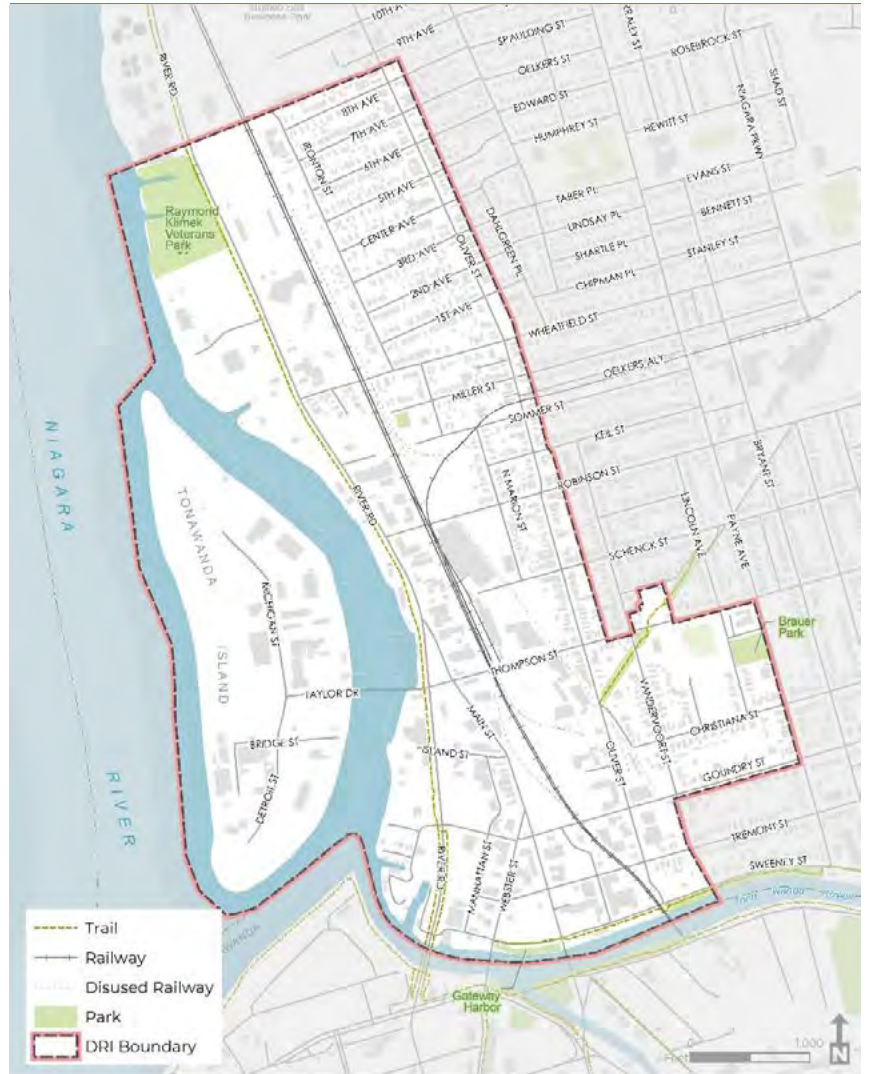 10TH A
9TH AVE
SPAULDING ST
OELKERS ST
ROSEBROCK ST
RIVER RD
8TH AVE
EDWARD ST
NIAGARA PKWY
SHAD ST
7TH AVE
HUMPHREY ST
HEWITT ST
IRONTON ST
6TH AVE
5TH AVE
TABER PL
EVANS ST
CENTER AVE
DAHLGREEN PL
LINDSAY PL
BENNETT ST
Raymond
Klimek
Veterans
Park
3RD AVE
OLIVER ST
SHARTLE PL
STANLEY ST
2ND AVE
CHIPMAN PL
1ST AVE
WHEATFIELD ST
OELKERS ALY
MILLER ST
SOMMER ST
KEIL ST
NIAGARA
BRYANT ST
ROBINSON ST
TONAWANDA
N MARION ST
LINCOLN AVE
PAYNE AVE
RIVER RD
SCHENCK ST
MICHIGAN ST
Brauer
Park
THOMPSON ST
ISLAND
TAYLOR DR
VANDERVOORT ST
MAIN ST
CHRISTIANA ST
BRIDGE ST
ISLAND ST
OLIVER ST
GOUNDRY ST
RIVER
DETROIT ST
TREMONT ST
MANHATTAN ST
WEBSTER ST
SWEENEY ST
Trail
Railway
Disused Railway
Park
DRI Boundary
Gateway
Harbor
0
1,000
Feet
N